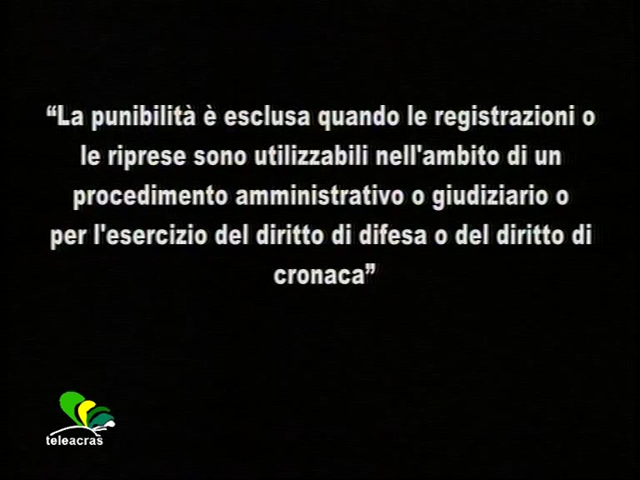 “La punibilità è esclusa quando le registrazioni o
le riprese sono utilizzabili nell'ambito di un
procedimento amministrativo o giudiziario o
per l'esercizio del diritto di difesa o del diritto di
cronaca”
teleacras